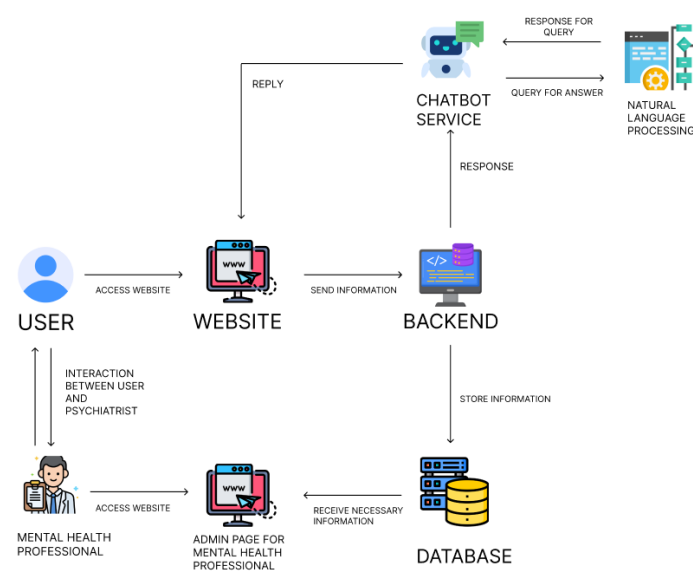 RESPONSE FOR
QUERY
REPLY
QUERY FOR ANSWER
CHATBOT
SERVICE
NATURAL
LANGUAGE
PROCESSING
RESPONSE
WWW
</>
ACCESS WEBSITE
SEND INFORMATION
USER
WEBSITE
BACKEND
INTERACTION
BETWEEN USER
AND
PSYCHIATRIST
STORE INFORMATION
WWW
ACCESS WEBSITE
RECEIVE NECESSARY
INFORMATION
MENTAL HEALTH
PROFESSIONAL
ADMIN PAGE FOR
MENTAL HEALTH
PROFESSIONAL
DATABASE